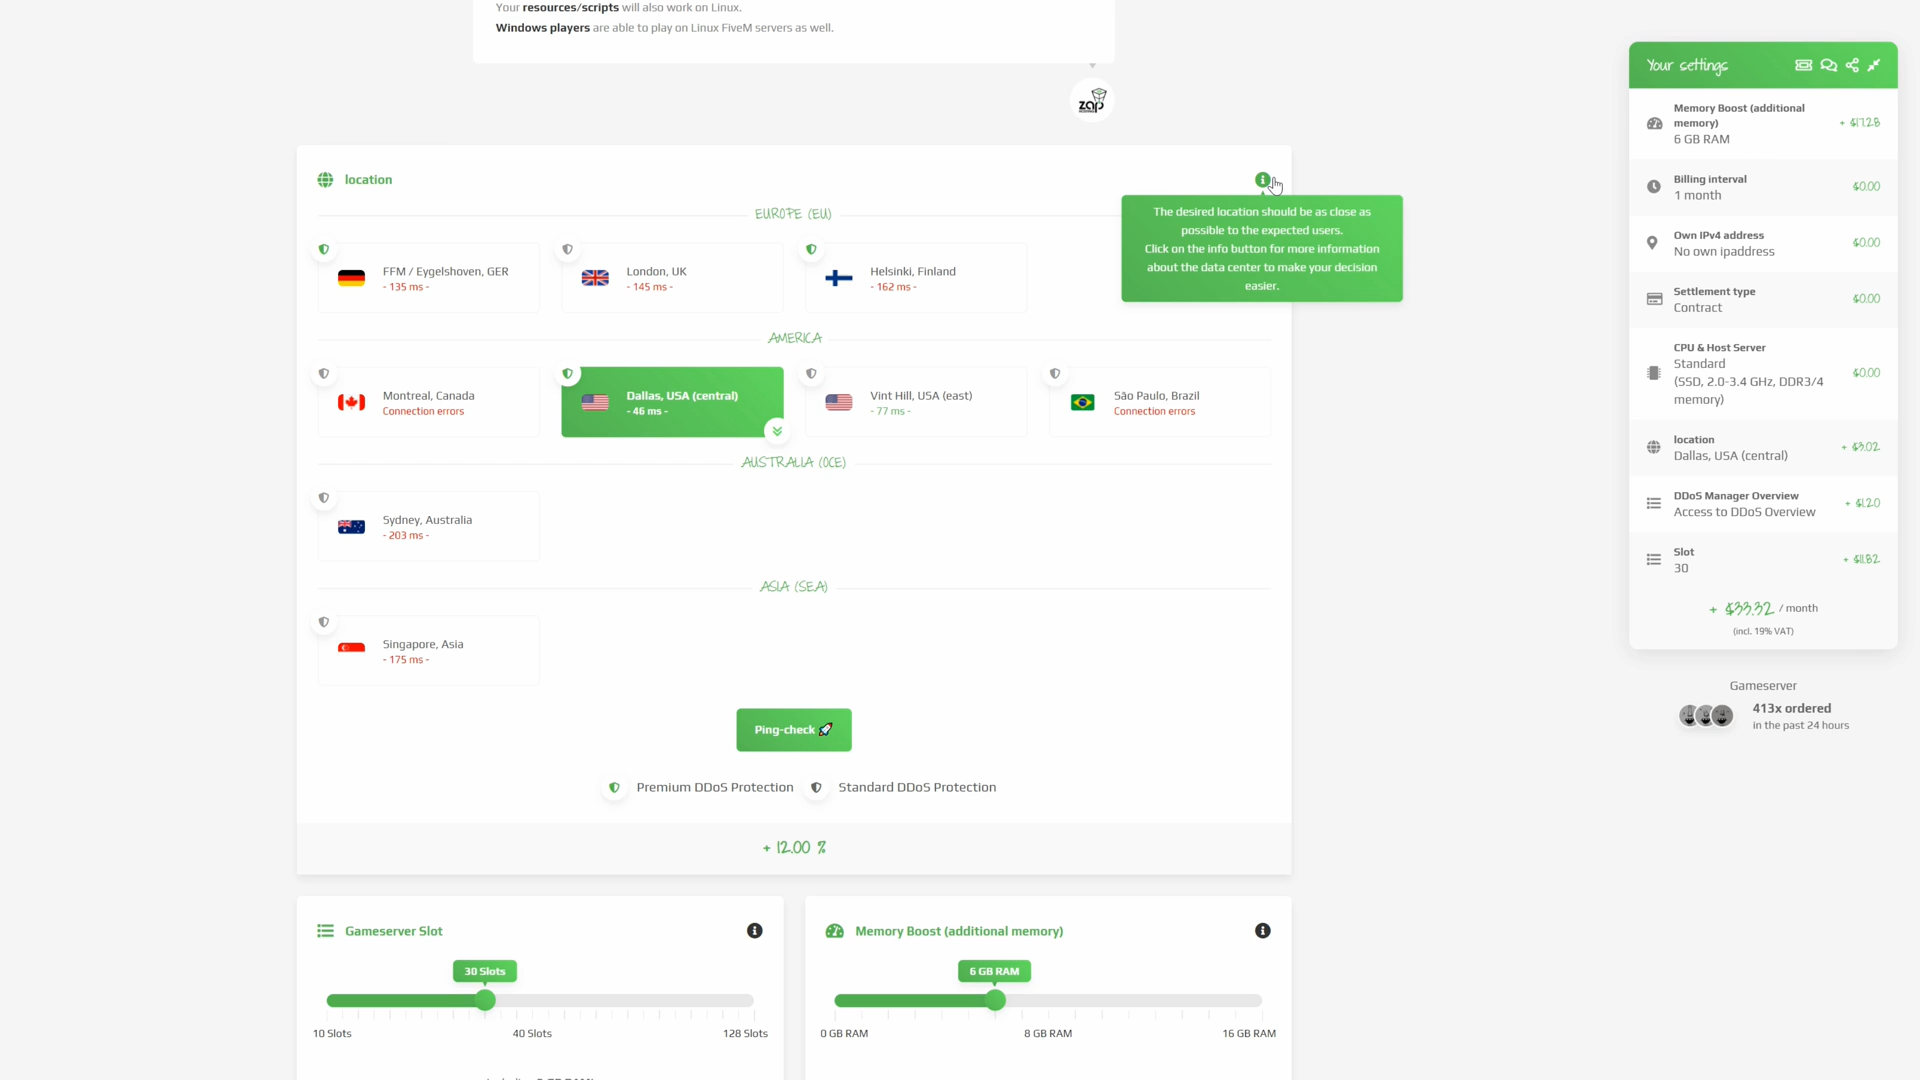 Your resources/scripts will also work on Linux.
Windows players are able to play on Linux FiveM servers as well.
zap
location
The desired location should be as close as
possible to the expected users.
Click on the info button for more information
about the data center to make your decision
easier.
EUROPE (EU)
FFM / Eygelshoven, GER
- 135 ms -
London, UK
- 145 ms -
Helsinki, Finland
- 162 ms -
AMERICA
Montreal, Canada
Connection errors
Dallas, USA (central)
- 46 ms -
Vint Hill, USA (east)
- 77 ms -
São Paulo, Brazil
Connection errors
AUSTRALIA (OCE)
Sydney, Australia
- 203 ms -
ASIA (SEA)
Singapore, Asia
- 175 ms -
Ping-check
Premium DDoS Protection
Standard DDoS Protection
+ 12.00 %
Gameserver Slot
30 Slots
10 Slots
40 Slots
128 Slots
Memory Boost (additional memory)
6 GB RAM
0 GB RAM
8 GB RAM
16 GB RAM
Your settings
Memory Boost (additional
memory)
6 GB RAM
+ $17.28
Billing interval
1 month
$0.00
Own IPv4 address
No own ipaddress
$0.00
Settlement type
Contract
$0.00
CPU & Host Server
Standard
(SSD, 2.0-3.4 GHz, DDR3/4
memory)
$0.00
location
Dallas, USA (central)
+ $3.02
DDoS Manager Overview
Access to DDoS Overview
+ $1.20
Slot
30
+ $11.82
+ $33.32 / month
(incl. 19% VAT)
Gameserver
413x ordered
in the past 24 hours